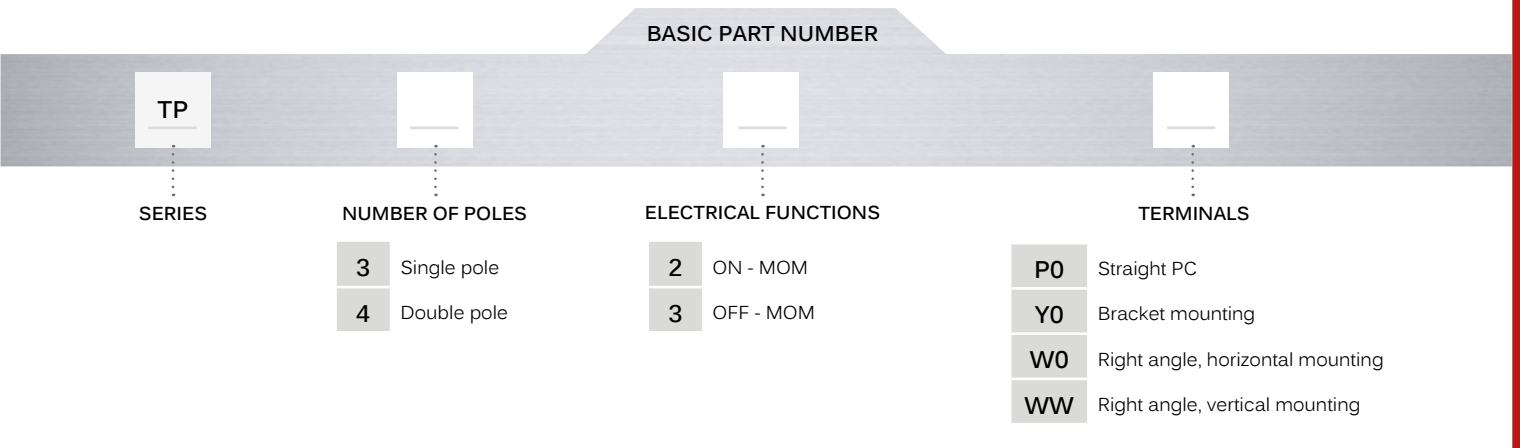 BASIC PART NUMBER
TP
SERIES
NUMBER OF POLES
3 Single pole
4 Double pole
ELECTRICAL FUNCTIONS
2 ON - MOM
3 OFF - MOM
TERMINALS
P0 Straight PC
Y0 Bracket mounting
W0 Right angle, horizontal mounting
WW Right angle, vertical mounting